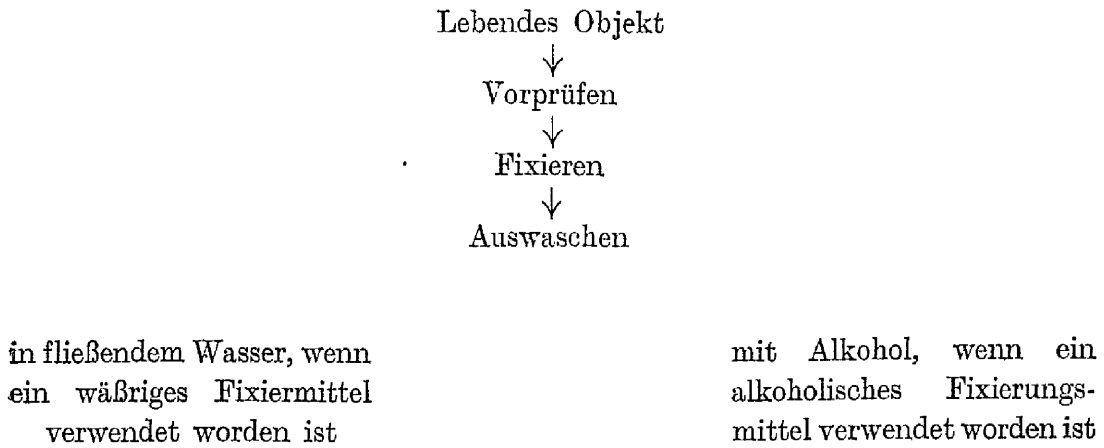 Lebendes Objekt
Vorprüfen
Fixieren
Auswaschen
in fließendem Wasser, wenn
ein wäßriges Fixiermittel
verwendet worden ist
mit Alkohol, wenn ein
alkoholisches Fixierungs-
mittel verwendet worden ist